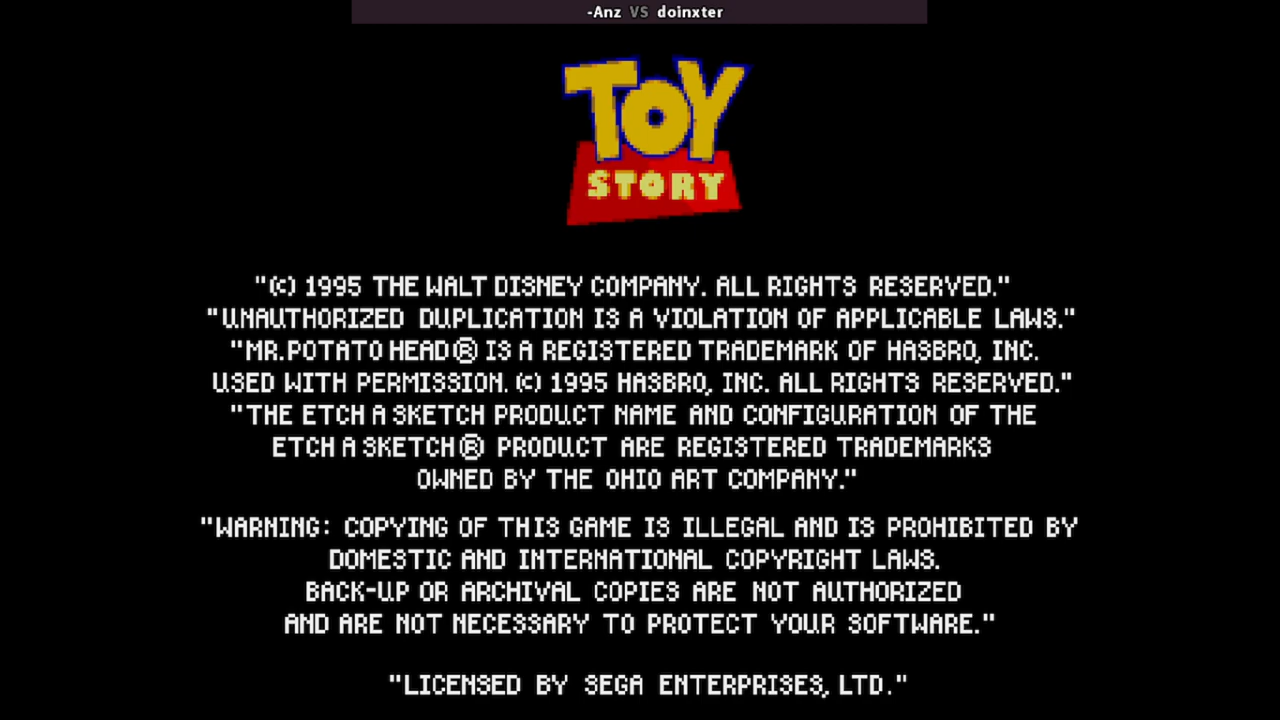 -Anz VS doinxter
TOY
STORY
"(C) 1995 THE WALT DISNEY COMPANY. ALL RIGHTS RESERVED."
"UNAUTHORIZED DUPLICATION IS A VIOLATION OF APPLICABLE LAWS."
"MR.POTATO HEAD® IS A REGISTERED TRADEMARK OF HASBRO, INC.
USED WITH PERMISSION. (C) 1995 HASBRO, INC. ALL RIGHTS RESERVED."
"THE ETCH A SKETCH PRODUCT NAME AND CONFIGURATION OF THE
ETCH A SKETCH® PRODUCT ARE REGISTERED TRADEMARKS
OWNED BY THE OHIO ART COMPANY."
"WARNING: COPYING OF THIS GAME IS ILLEGAL AND IS PROHIBITED BY
DOMESTIC AND INTERNATIONAL COPYRIGHT LAWS.
BACK-UP OR ARCHIVAL COPIES ARE NOT AUTHORIZED
AND ARE NOT NECESSARY TO PROTECT YOUR SOFTWARE."
"LICENSED BY SEGA ENTERPRISES, LTD."